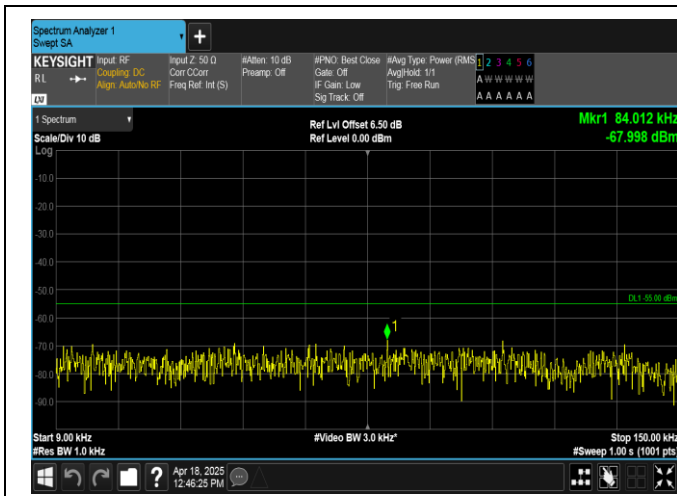 Spectrum Analyzer 1
Swept SA
+
KEYSIGHT
RL
LXI
Input: RF
Coupling: DC
Align: Auto/No RF
Input Z: 50 Ω
Corr CCorr
Freq Ref: Int (S)
#Atten: 10 dB
Preamp: Off
#PNO: Best Close
Gate: Off
IF Gain: Low
Sig Track: Off
#Avg Type: Power (RMS
Avg|Hold: 1/1
Trig: Free Run
1 2 3 4 5 6
A W W W W W
A A A A A A
1 Spectrum
Scale/Div 10 dB
Log
Ref Lvl Offset 6.50 dB
Ref Level 0.00 dBm
Mkr1 84.012 kHz
-67.998 dBm
-10.0
-20.0
-30.0
-40.0
-50.0
-60.0
-70.0
-80.0
-90.0
DL1 -55.00 dBm
1
Start 9.00 kHz
#Res BW 1.0 kHz
#Video BW 3.0 kHz*
Stop 150.00 kHz
#Sweep 1.00 s (1001 pts)
?
Apr 18, 2025
12:46:25 PM